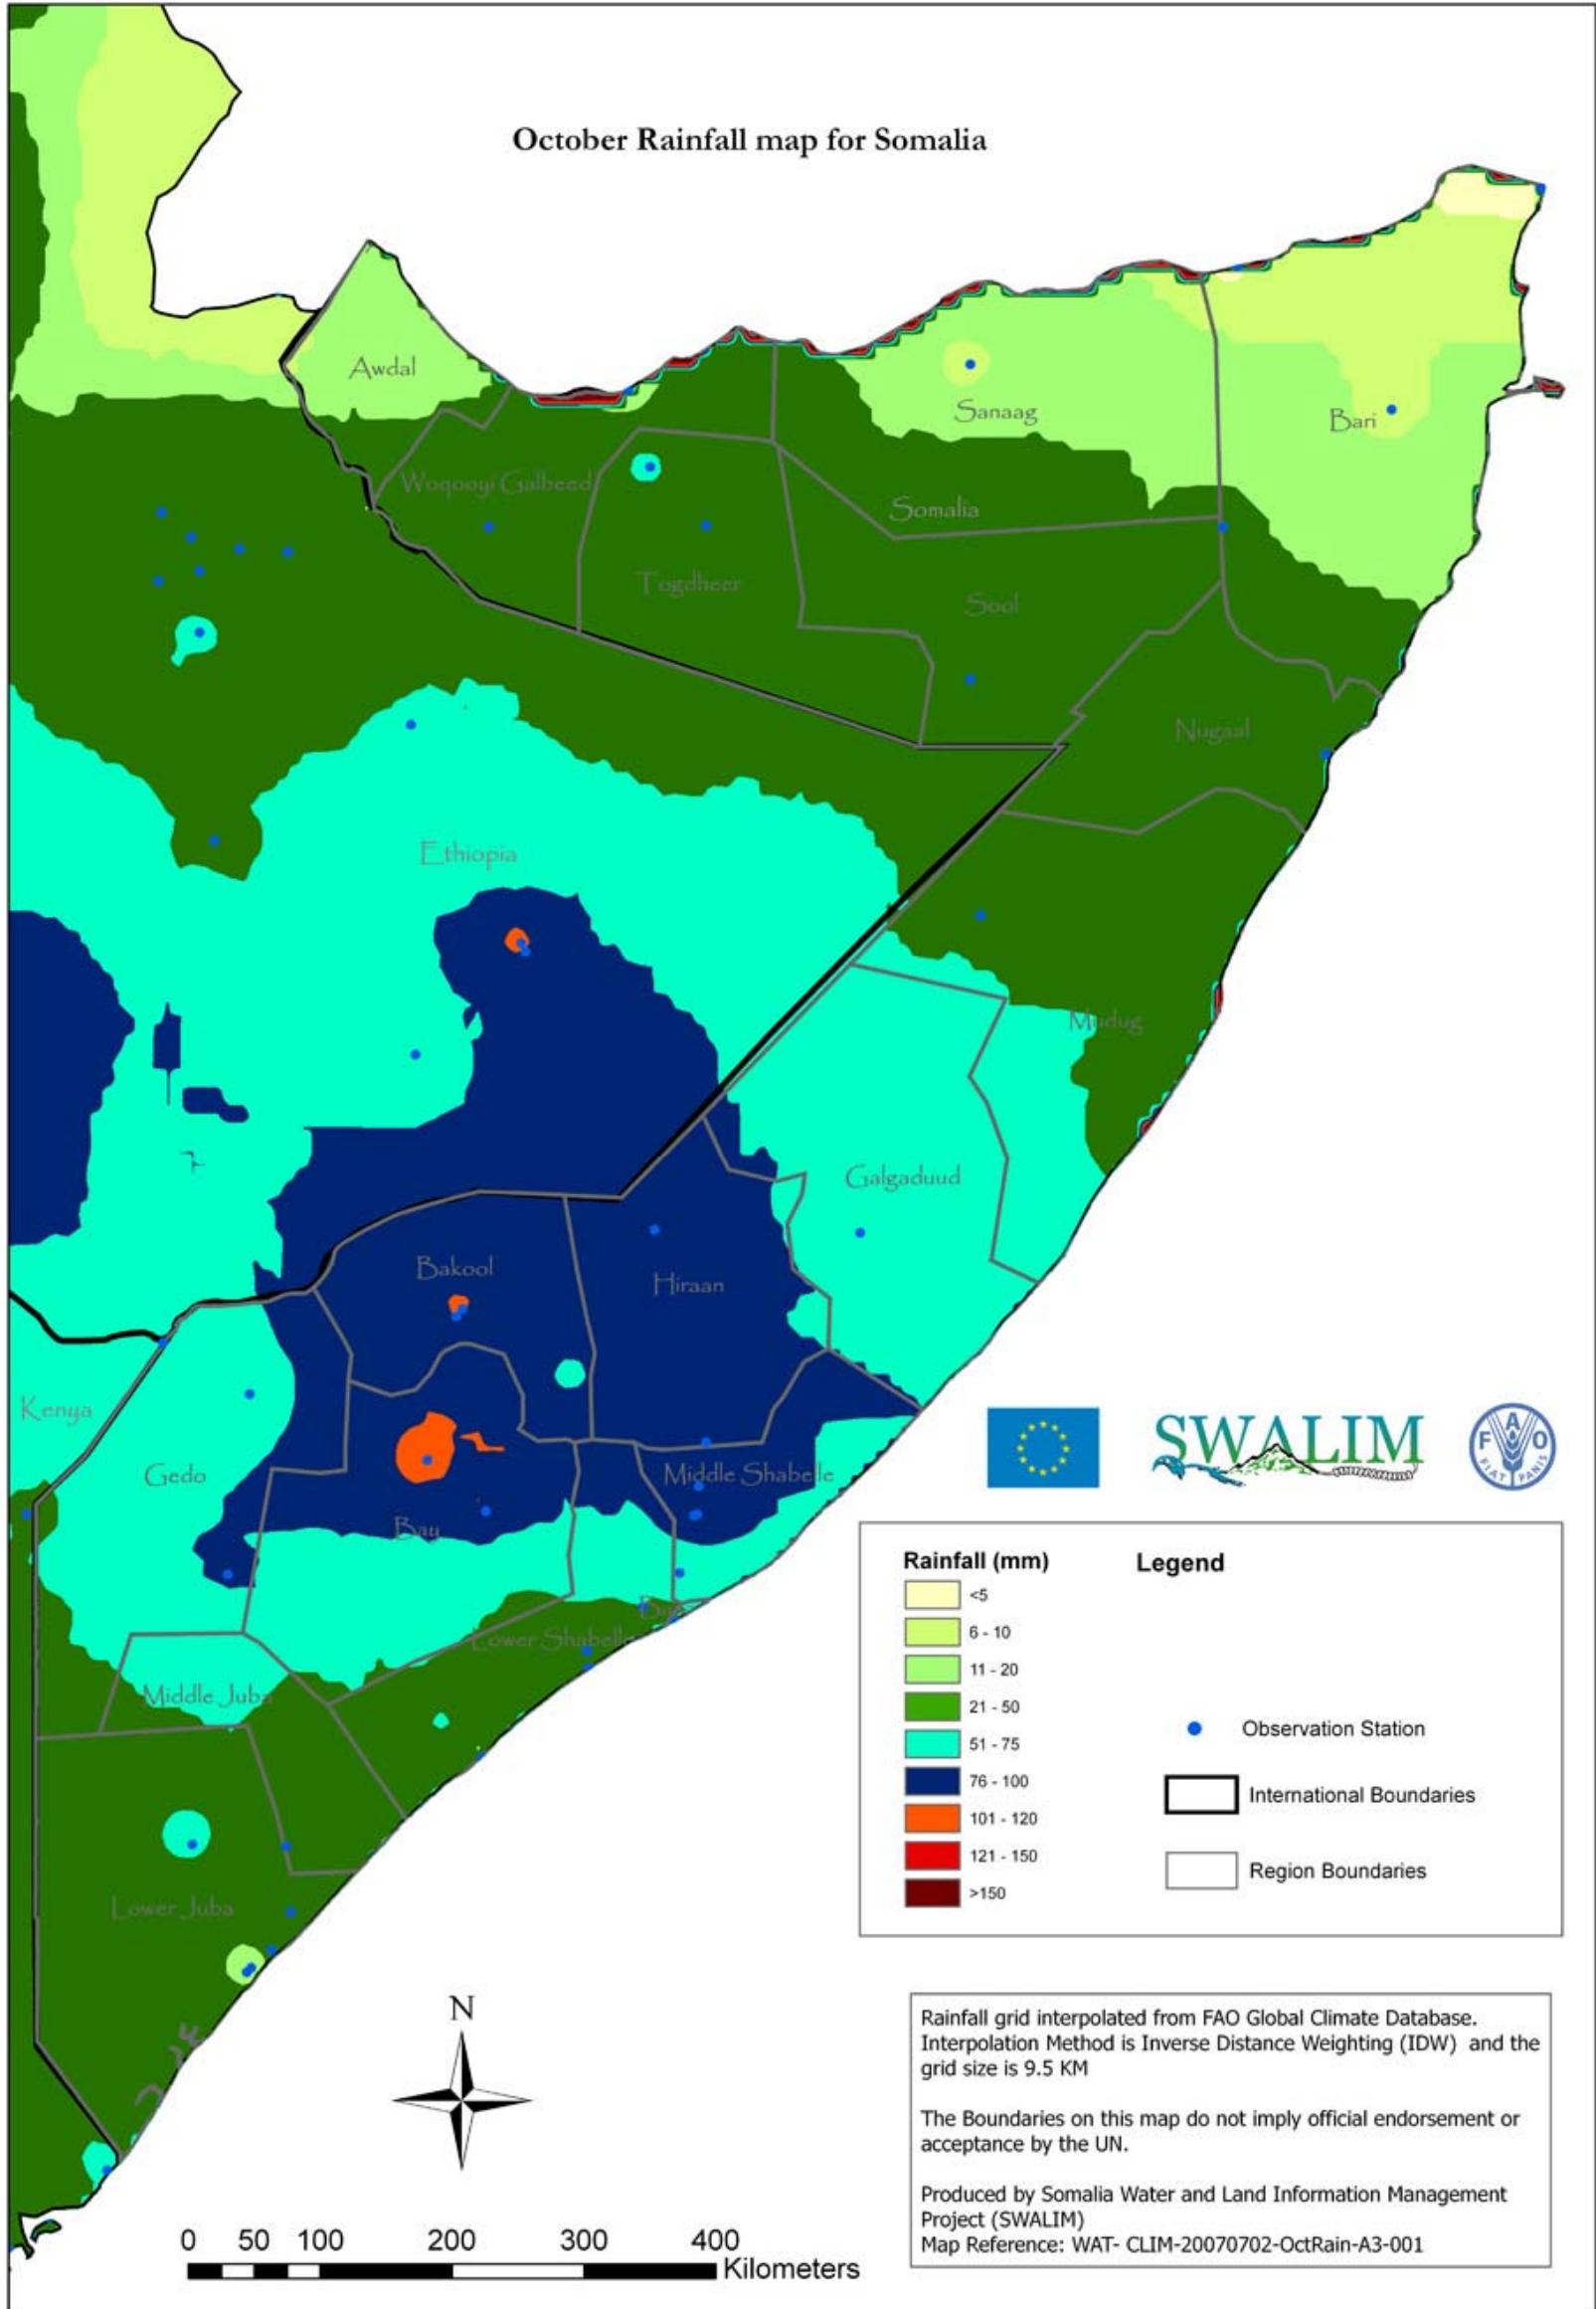 October Rainfall map for Somalia
Awdal
Sanaag
Bari
Woqooyi Galbeed
Somalia
Togdheer
Sool
Nugaal
Ethiopia
Mudug
Galgaduud
Bakool
Hiraan
Kenya
Gedo
Middle Shabelle
Bay
Lower Shabelle
Middle Juba
Lower Juba
SWALIM
F A O
FIAT PANIS
Rainfall (mm)
Legend
<5
6 - 10
11 - 20
21 - 50
51 - 75
76 - 100
101 - 120
121 - 150
>150
Observation Station
International Boundaries
Region Boundaries
N
0 50 100 200 300 400
Kilometers
Rainfall grid interpolated from FAO Global Climate Database.
Interpolation Method is Inverse Distance Weighting (IDW) and the
grid size is 9.5 KM
The Boundaries on this map do not imply official endorsement or
acceptance by the UN.
Produced by Somalia Water and Land Information Management
Project (SWALIM)
Map Reference: WAT- CLIM-20070702-OctRain-A3-001